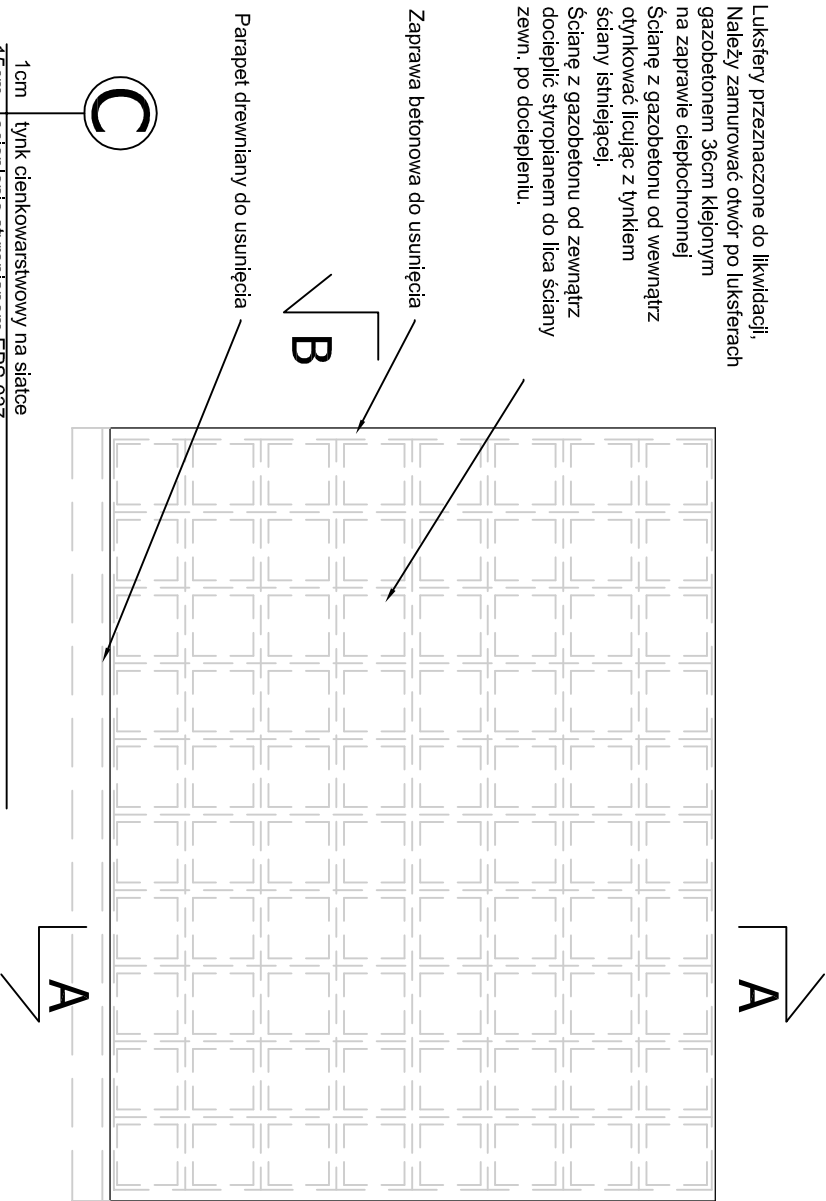 Luksfery przeznaczone do likwidacji,
Należy zamurować otwór po luksferach
gazobetonem 36cm klejonym
na zaprawie ciepłochronnej
Ścianę z gazobetonu od wewnątrz
otynkować licując z tynkiem
ściany istniejącej.
Ścianę z gazobetonu od zewnątrz
docieplić styropianem do lica ściany
zewn. po dociepleniu.
Zaprawa betonowa do usunięcia
B
Parapet drewniany do usunięcia
C
1cm tynk cienkowarstwowy na siatce
15cm
A
A